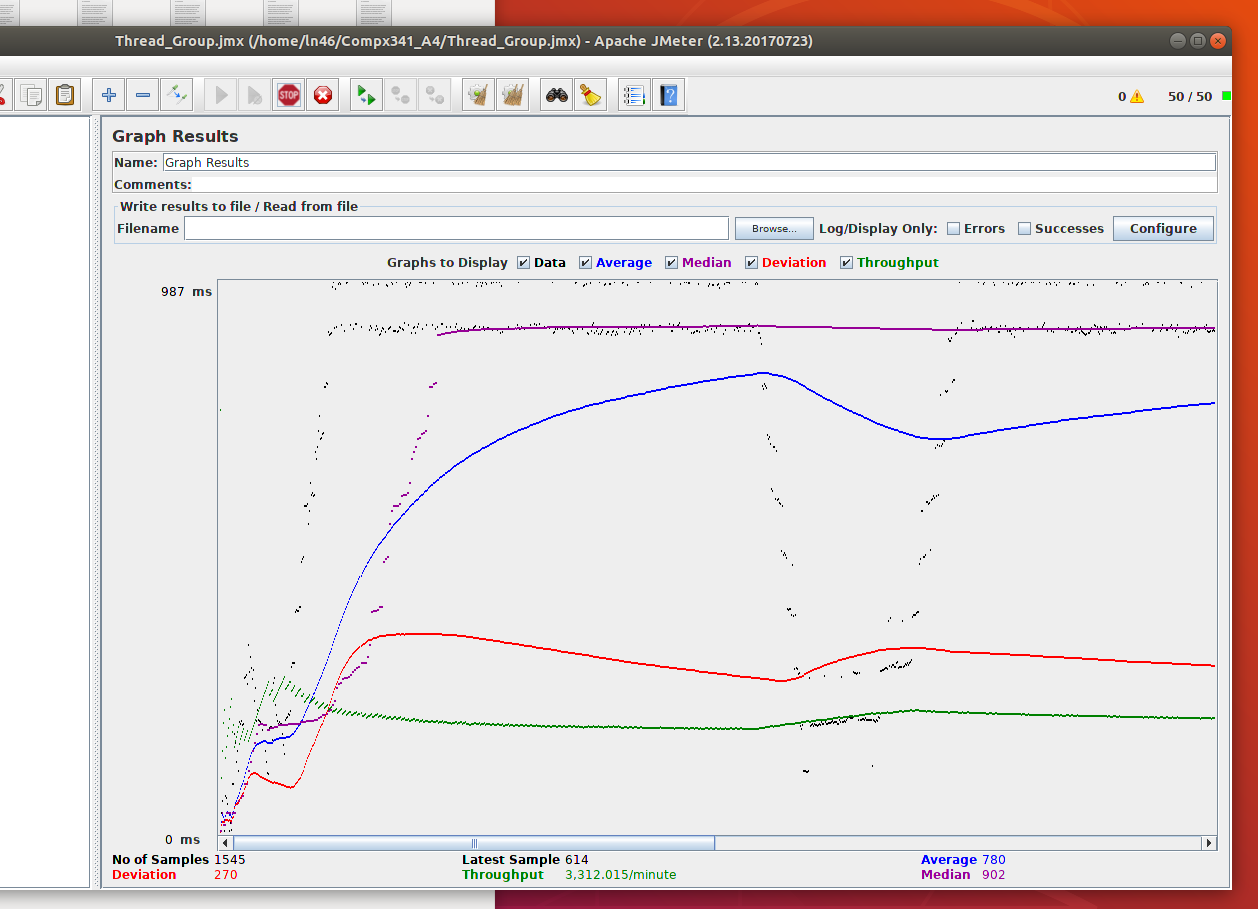 Thread_Group.jmx (/home/ln46/Compx341_A4/Thread_Group.jmx) - Apache JMeter (2.13.20170723)
STOP 0 50 / 50
Graph Results
Name: Graph Results
Comments:
Write results to file / Read from file
Filename Browse... Log/Display Only: Errors Successes Configure
Graphs to Display Data Average Median Deviation Throughput
987 ms
0 ms
No of Samples 1545 Latest Sample 614 Average 780
Deviation 270 Throughput 3,312.015/minute Median 902